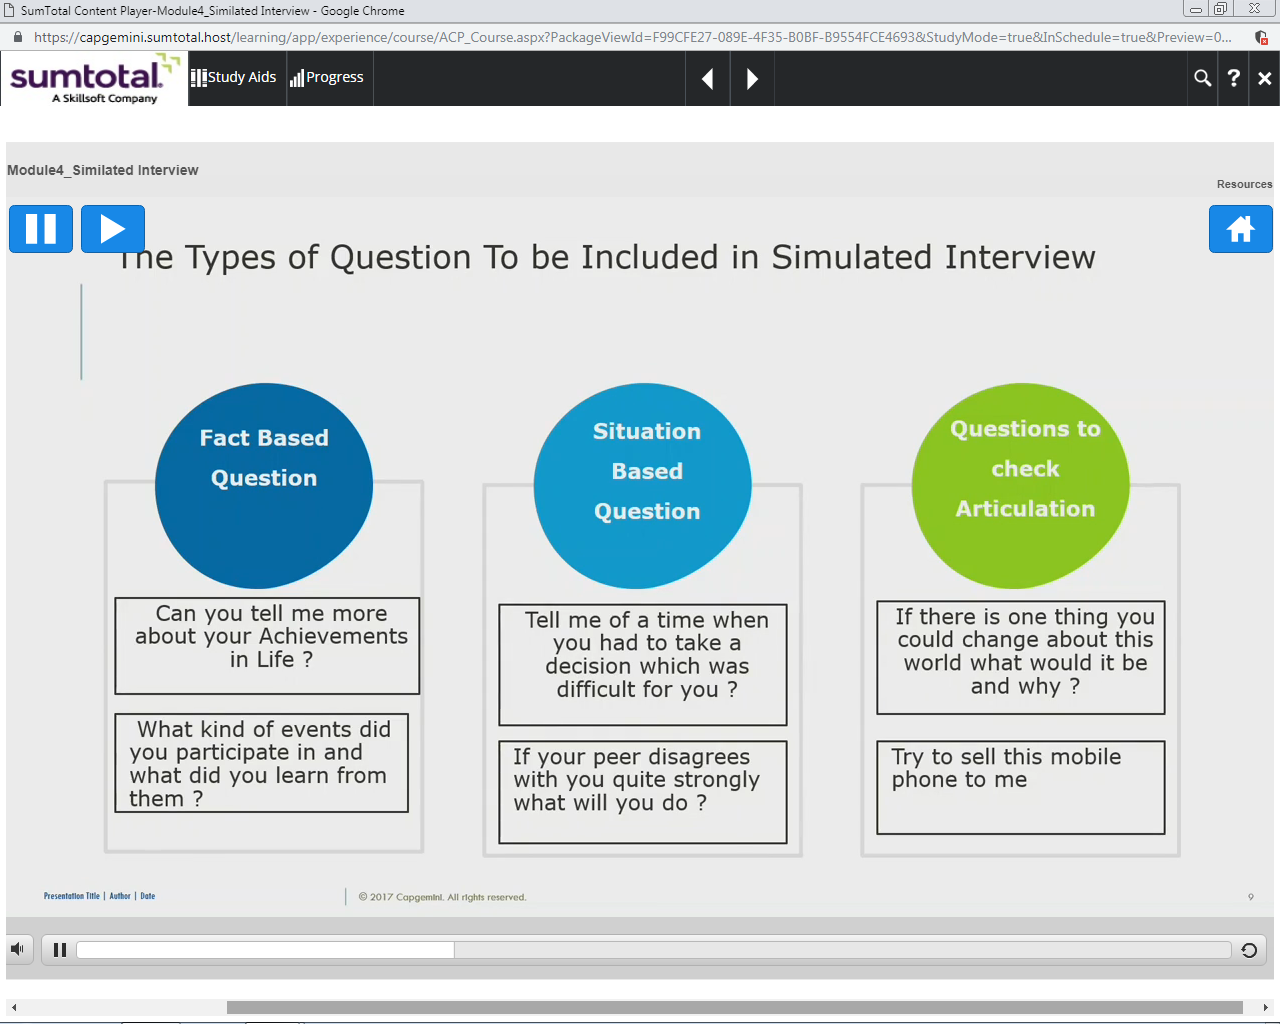 SumTotal Content Player-Module4_Similated Interview - Google Chrome
https://capgemini.sumtotal.host/learning/app/experience/course/ACP_Course.aspx?PackageViewId=F99CFE27-089E-4F35-B0BF-B9554FCE4693&StudyMode=true&InSchedule=true&Preview=0...
sumtotal.
A Skillsoft Company
Study Aids
Progress
?
Module4_Similated Interview
Resources
The Types of Question To be Included in Simulated Interview
Fact Based
Question
Can you tell me more
about your Achievements
in Life ?
What kind of events did
you participate in and
what did you learn from
them ?
Situation
Based
Question
Tell me of a time when
you had to take a
decision which was
difficult for you ?
If your peer disagrees
with you quite strongly
what will you do ?
Questions to
check
Articulation
If there is one thing you
could change about this
world what would it be
and why ?
Try to sell this mobile
phone to me
Presentation Title | Author | Date
© 2017 Capgemini. All rights reserved.
9